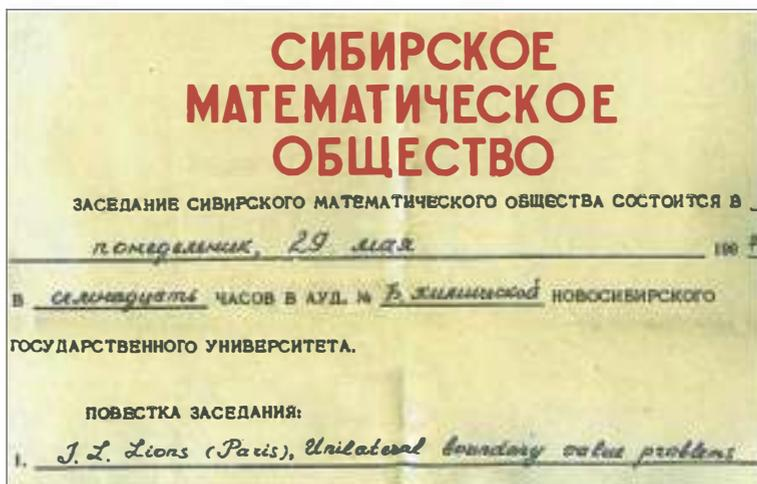 СИБИРСКОЕ
МАТЕМАТИЧЕСКОЕ
ОБЩЕСТВО
ЗАСЕДАНИЕ СИБИРСКОГО МАТЕМАТИЧЕСКОГО ОБЩЕСТВА СОСТОИТСЯ В
понедельник, 29 мая
В семнадцать ЧАСОВ В АУД. № Б. химической НОВОСИБИРСКОГО
ГОСУДАРСТВЕННОГО УНИВЕРСИТЕТА.
ПОВЕСТКА ЗАСЕДАНИЯ:
1. J. L. Lions (Paris), Unilateral boundary value problems